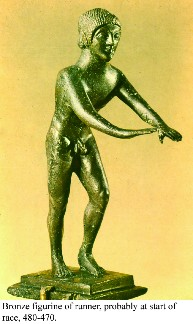 Bronze figurine of runner, probably at start of
race, 480-470.